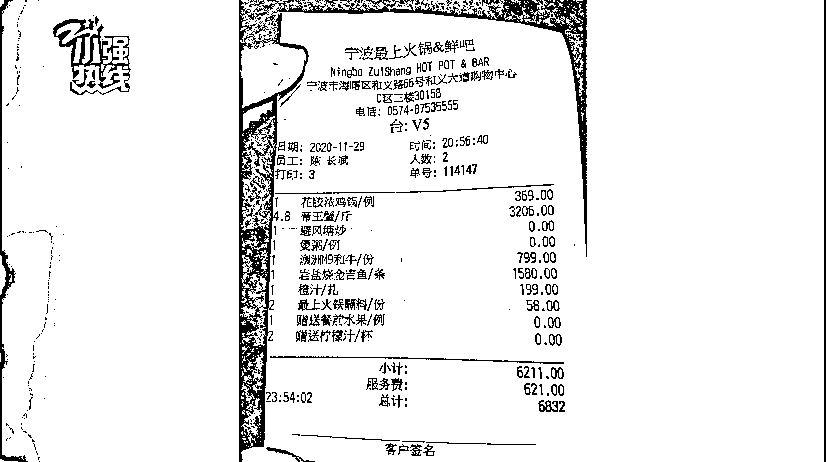 小强热线
宁波最上火锅&鲜吧
Ningbo ZuiShang HOT POT & BAR
宁波市海曙区和义路66号和义大道购物中心
C区三楼3015B
电话: 0574-87535555
台: V5
日期: 2020-11-29 时间: 20:56:40
员工: 陈长斌 人数: 2
打印: 3 单号: 114147
1 花胶浓鸡锅/例 369.00
4.8 帝王蟹/斤 3206.00
1 避风塘炒 0.00
1 煲粥/例 0.00
1 澳洲M9和牛/份 799.00
1 岩盐烧金吉鱼/条 1580.00
1 橙汁/扎 199.00
2 最上火锅颗料/份 58.00
1 赠送餐前水果/例 0.00
2 赠送柠檬汁/杯 0.00
小计: 6211.00
服务费: 621.00
23:54:02 总计: 6832
客户签名